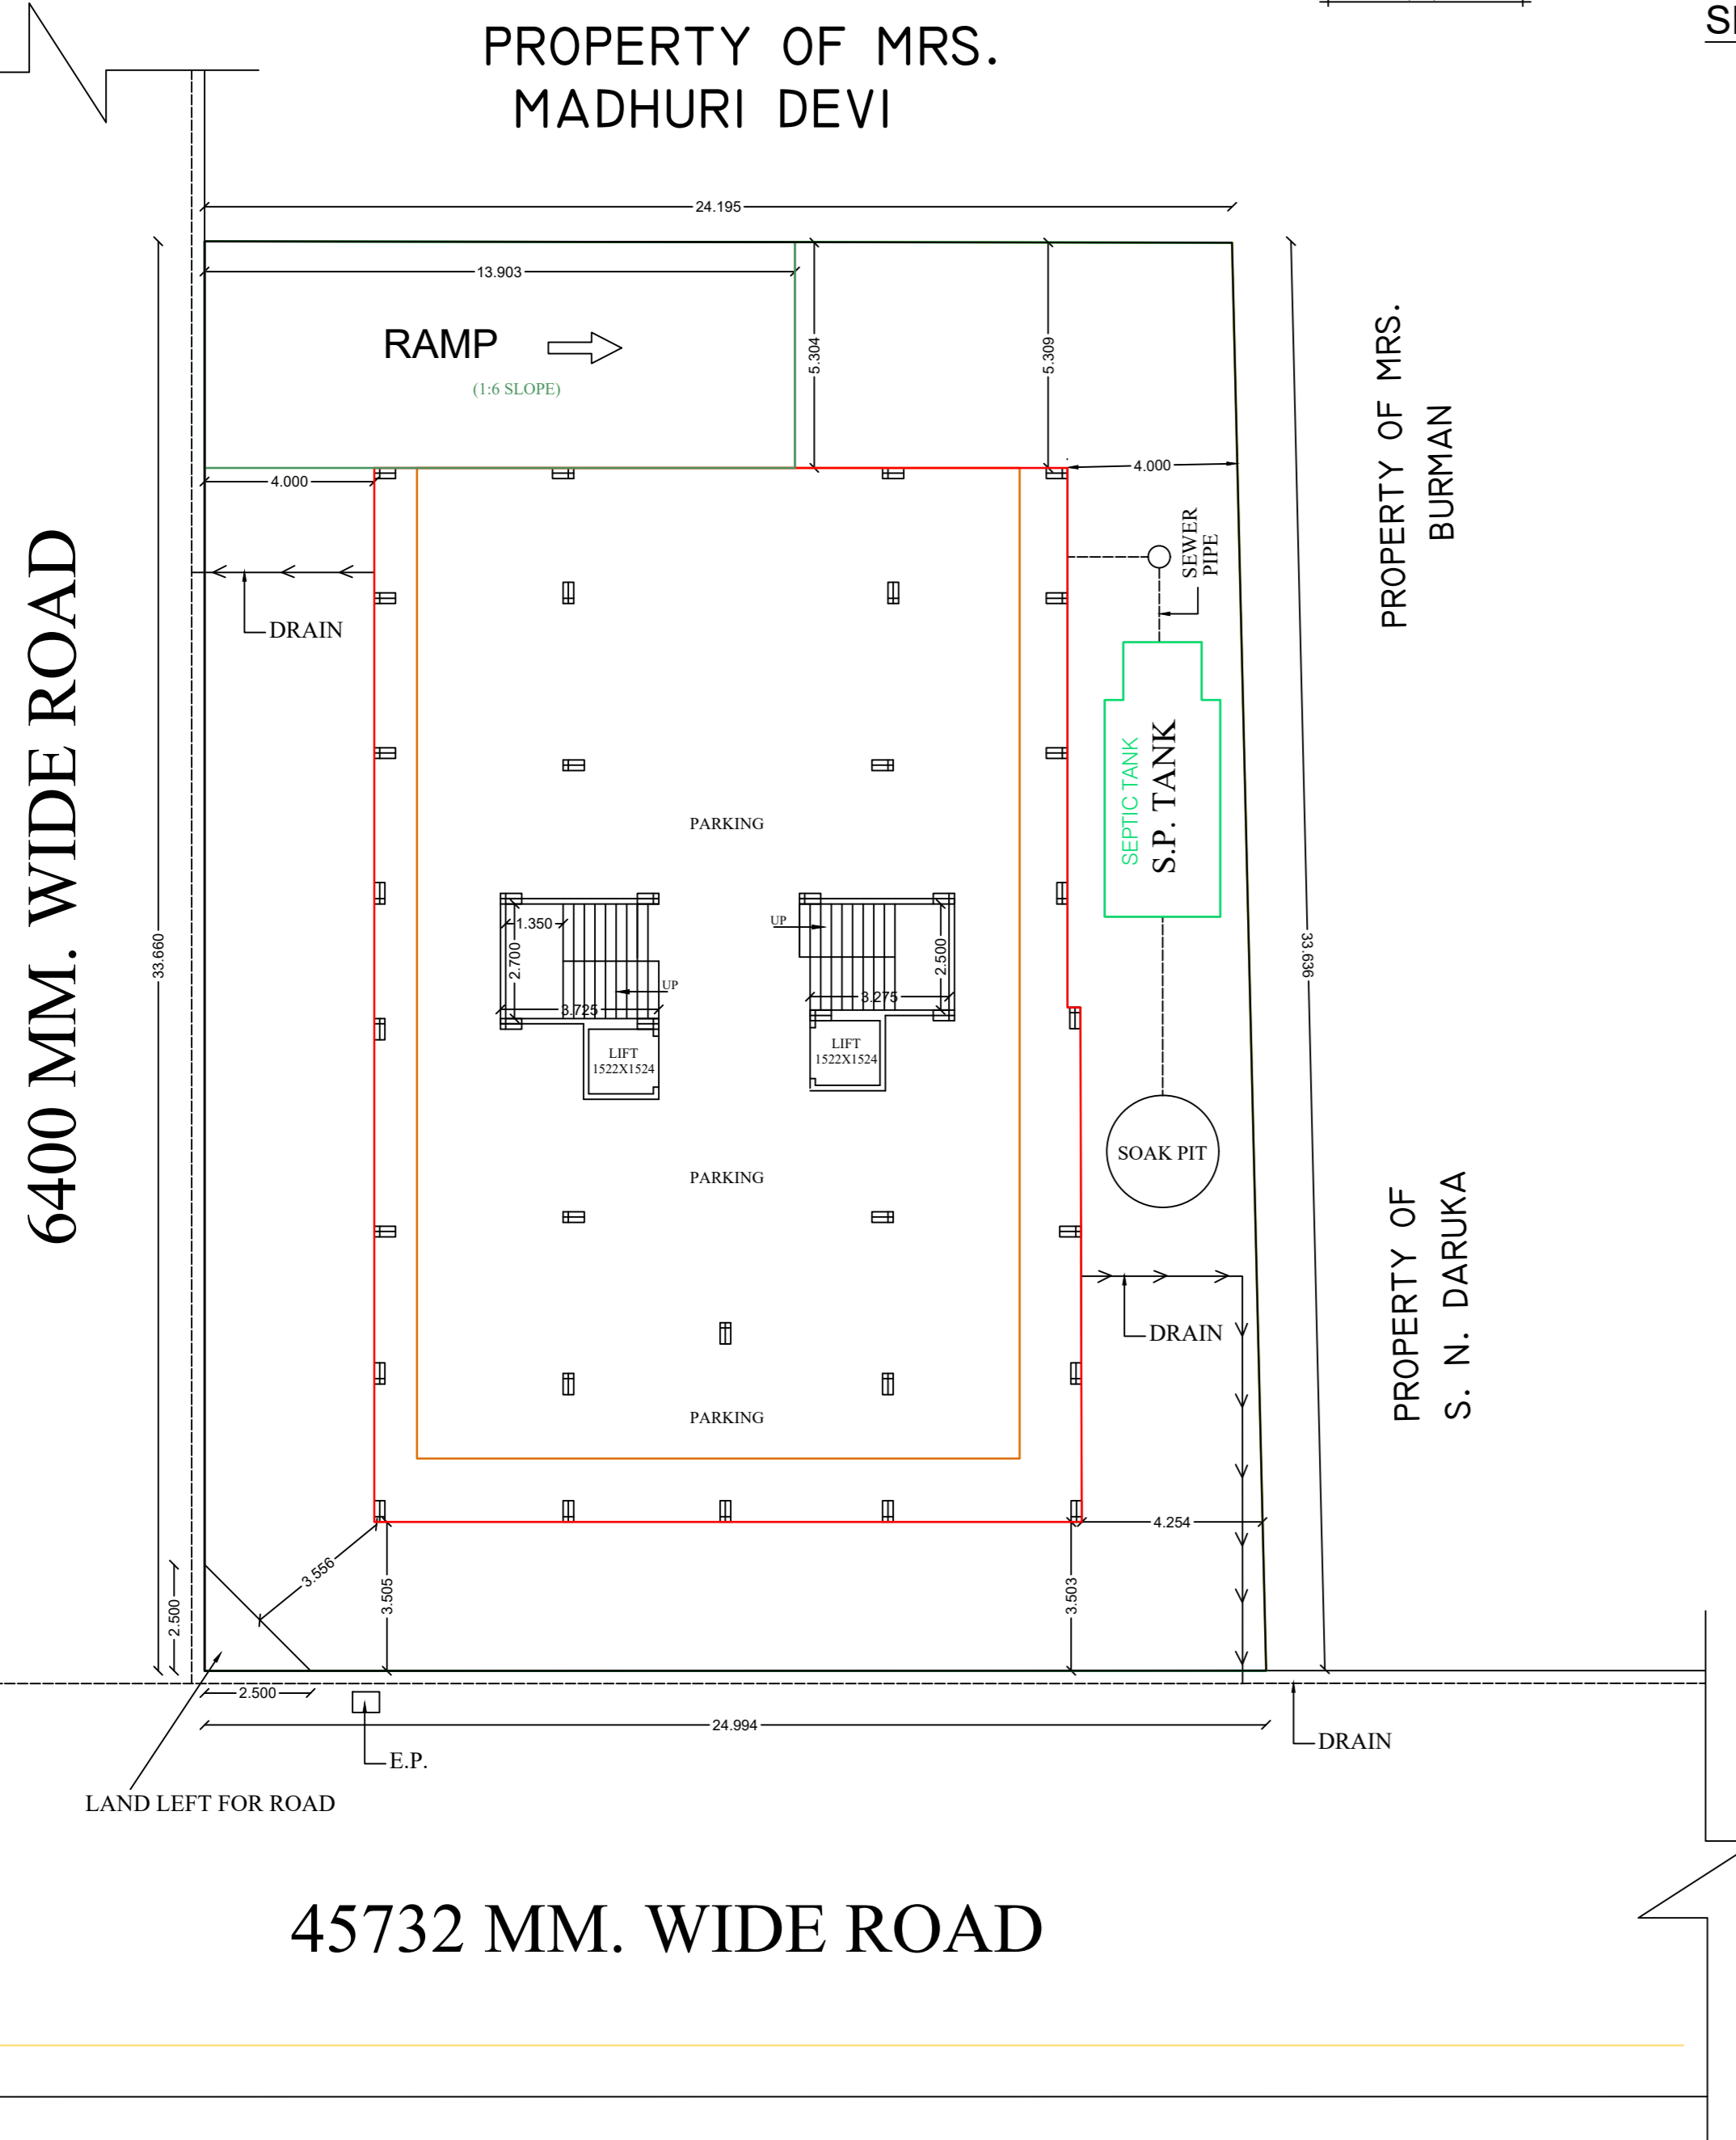 PROPERTY OF MRS.
MADHURI DEVI
24.195
13.903
RAMP
(1:6 SLOPE)
5.304
5.309
4.000
4.000
PROPERTY OF MRS.
BURMAN
SEWER
PIPE
DRAIN
6400 MM. WIDE ROAD
33.660
SEPTIC TANK
S.P. TANK
PARKING
1.350
2.700
UP
3.725
LIFT
1522X1524
UP
2.500
3.275
LIFT
1522X1524
33.636
SOAK PIT
PARKING
PROPERTY OF
S. N. DARUKA
DRAIN
PARKING
4.254
3.556
3.505
3.503
2.500
2.500
24.994
E.P.
DRAIN
LAND LEFT FOR ROAD
45732 MM. WIDE ROAD